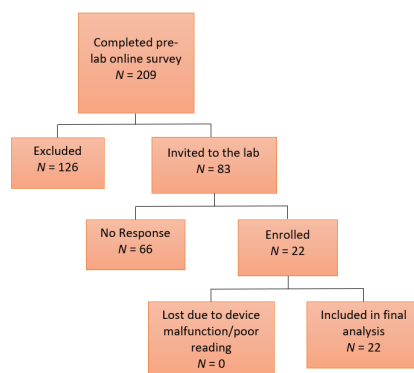 Completed pre-
lab online survey
N = 209
Excluded
N = 126
Invited to the lab
N = 83
No Response
N = 66
Enrolled
N = 22
Lost due to device
malfunction/poor
reading
N = 0
Included in final
analysis
N = 22